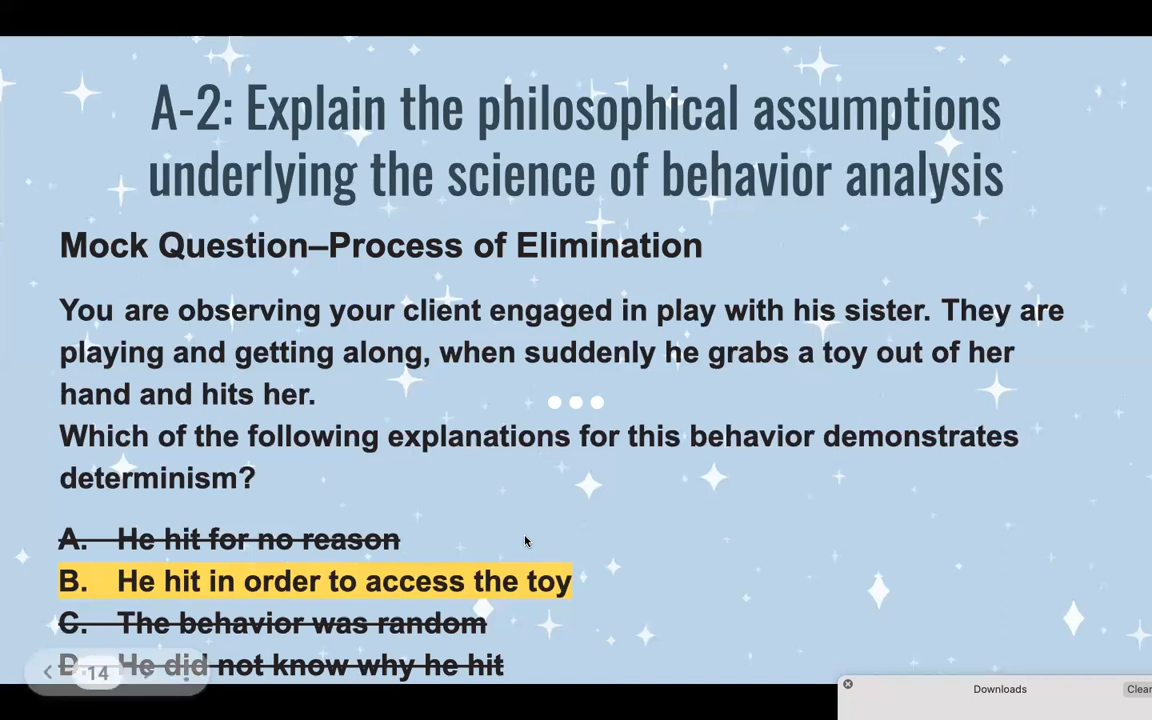 A-2: Explain the philosophical assumptions
underlying the science of behavior analysis
Mock Question–Process of Elimination
You are observing your client engaged in play with his sister. They are
playing and getting along, when suddenly he grabs a toy out of her
hand and hits her.
Which of the following explanations for this behavior demonstrates
determinism?
A. He hit for no reason
B. He hit in order to access the toy
C. The behavior was random
D. He did not know why he hit
14
Downloads
Clear